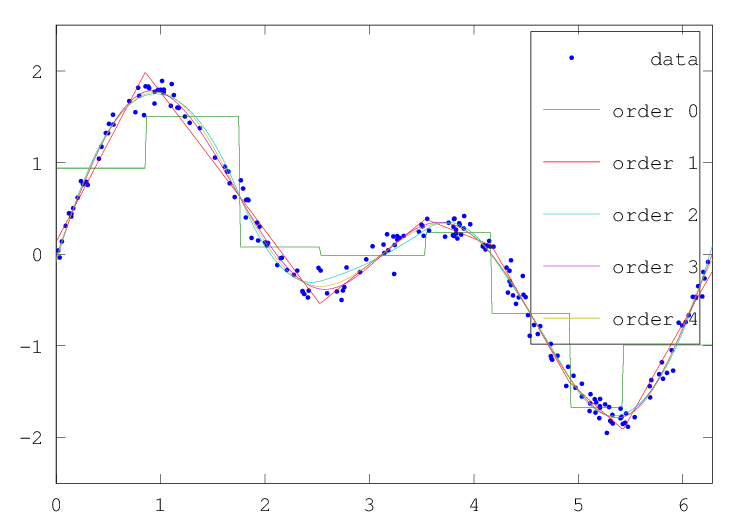 2
1
0
-1
-2
0 1 2 3 4 5 6
data
order 0
order 1
order 2
order 3
order 4